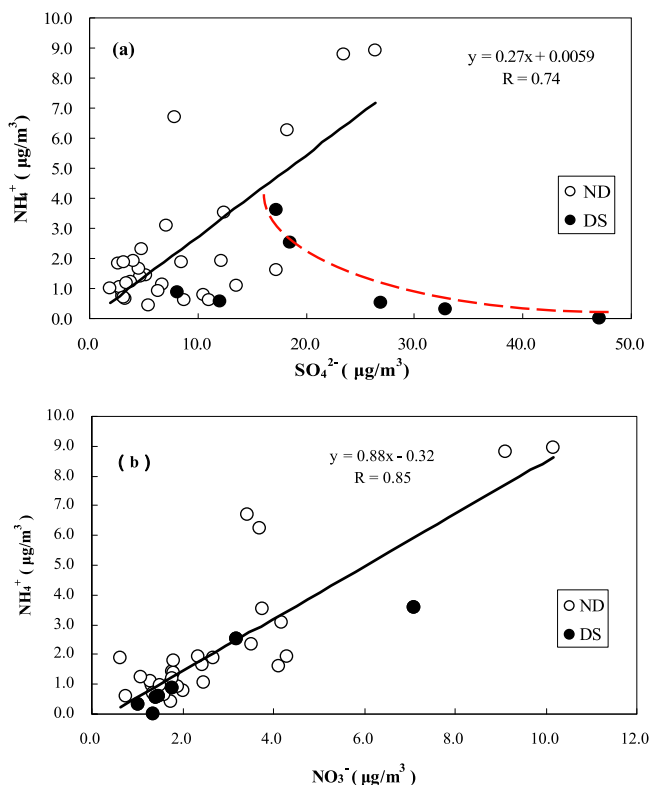 (a)
y = 0.27x + 0.0059
R = 0.74
NH₄⁺ ( μg/m³)
10.0
9.0
8.0
7.0
6.0
5.0
4.0
3.0
2.0
1.0
0.0
ND
DS
0.0 10.0 20.0 30.0 40.0 50.0
SO₄²⁻ ( μg/m³)
( b )
y = 0.88x - 0.32
R = 0.85
NH₄⁺ ( μg/m³)
10.0
9.0
8.0
7.0
6.0
5.0
4.0
3.0
2.0
1.0
0.0
ND
DS
0.0 2.0 4.0 6.0 8.0 10.0 12.0
NO₃⁻ ( μg/m³)